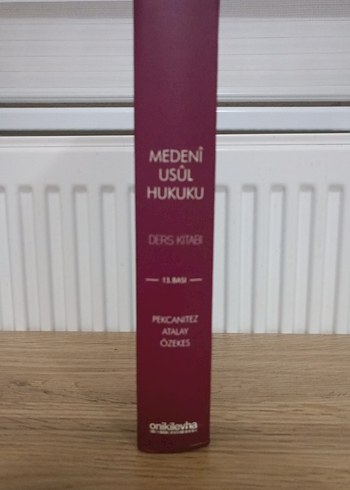 MEDENÎ
USÛL
HUKUKU
DERS KİTABI
13. BASI
PEKCANITEZ
ATALAY
ÖZEKES
onikilevha